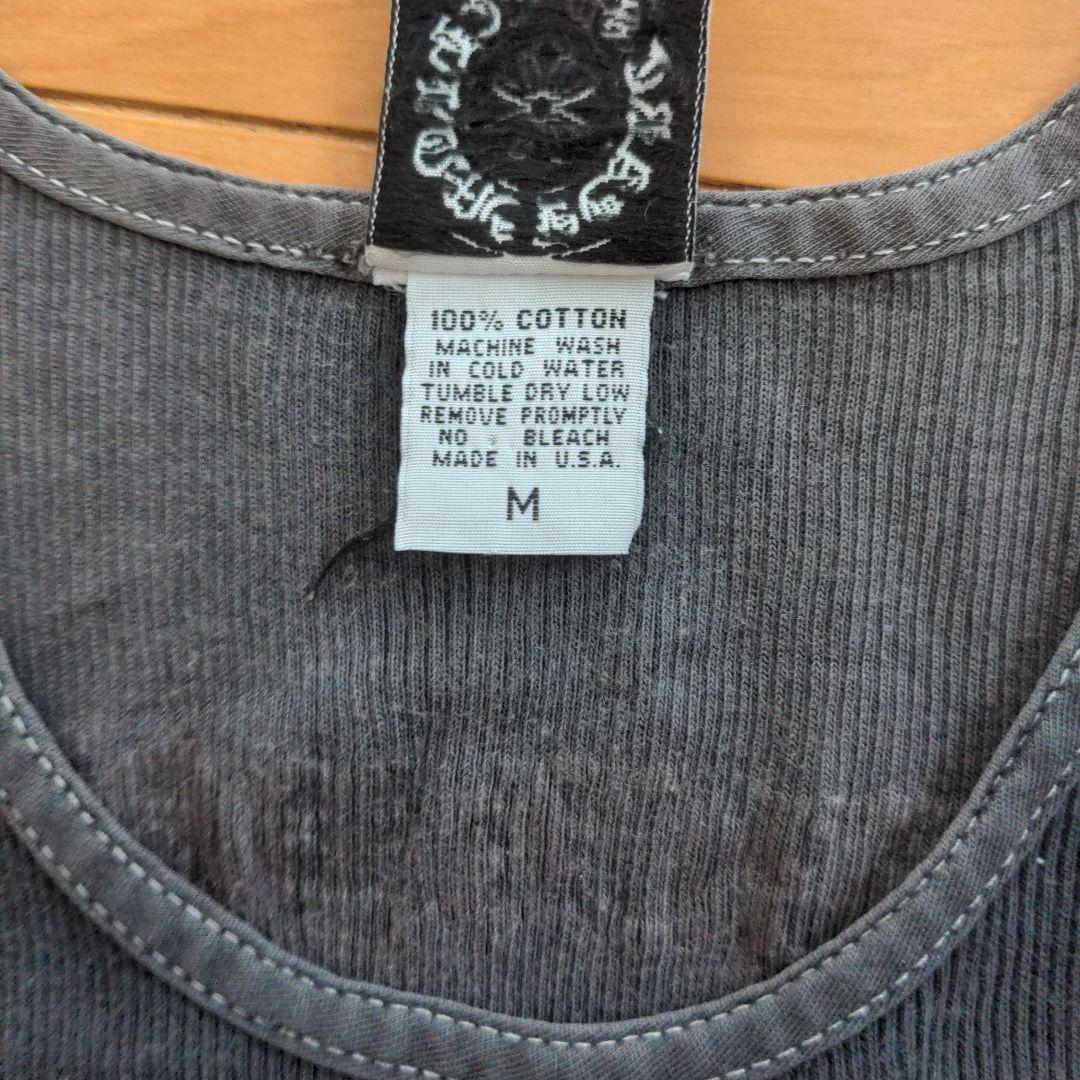 100% COTTON
MACHINE WASH
IN COLD WATER
TUMBLE DRY LOW
REMOVE PROMPTLY
NO BLEACH
MADE IN U.S.A.
M